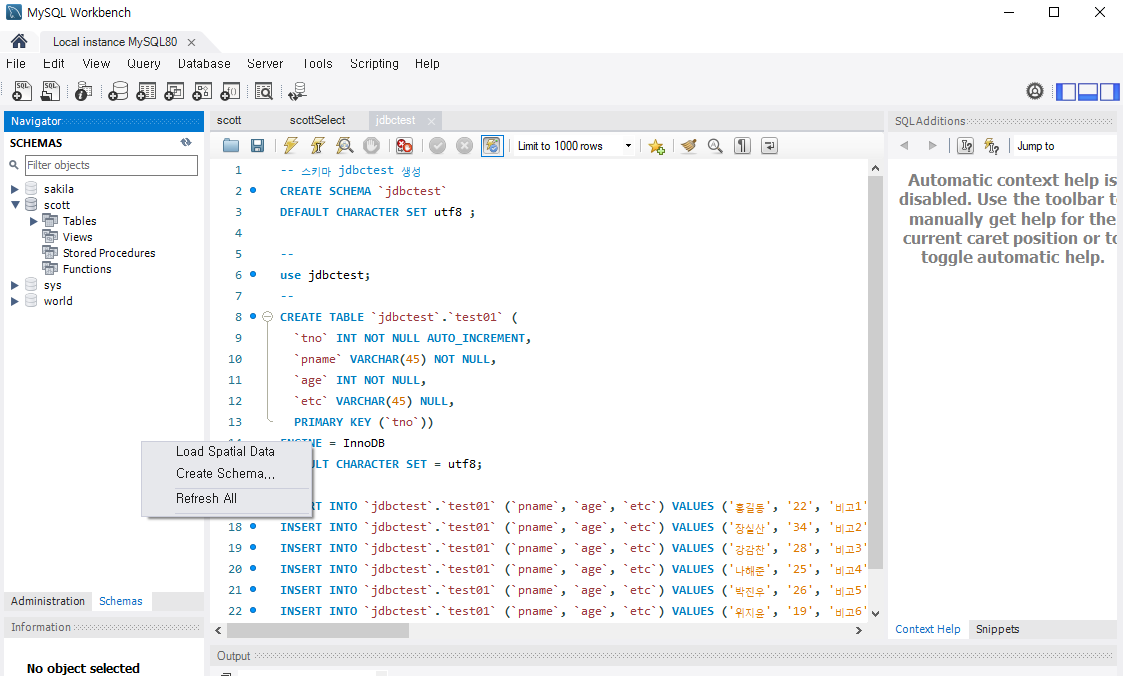 MySQL Workbench
Local instance MySQL80
File Edit View Query Database Server Tools Scripting Help
Navigator
SCHEMAS
Filter objects
sakila
scott
Tables
Views
Stored Procedures
Functions
sys
world
Load Spatial Data
Create Schema...
Refresh All
Administration Schemas
Information
No object selected
scott scottSelect jdbctest
Limit to 1000 rows
1 -- 스키마 jdbctest 생성
2 CREATE SCHEMA `jdbctest`
3 DEFAULT CHARACTER SET utf8 ;
4
5 --
6 use jdbctest;
7 --
8 CREATE TABLE `jdbctest`.`test01` (
9 `tno` INT NOT NULL AUTO_INCREMENT,
10 `pname` VARCHAR(45) NOT NULL,
11 `age` INT NOT NULL,
12 `etc` VARCHAR(45) NULL,
13 PRIMARY KEY (`tno`))
= InnoDB
CHARACTER SET = utf8;
INTO `jdbctest`.`test01` (`pname`, `age`, `etc`) VALUES ('홍길동', '22', '비고1'
18 INSERT INTO `jdbctest`.`test01` (`pname`, `age`, `etc`) VALUES ('장실산', '34', '비고2'
19 INSERT INTO `jdbctest`.`test01` (`pname`, `age`, `etc`) VALUES ('강감찬', '28', '비고3'
20 INSERT INTO `jdbctest`.`test01` (`pname`, `age`, `etc`) VALUES ('나해준', '25', '비고4'
21 INSERT INTO `jdbctest`.`test01` (`pname`, `age`, `etc`) VALUES ('박진우', '26', '비고5'
22 INSERT INTO `jdbctest`.`test01` (`pname`, `age`, `etc`) VALUES ('위지윤', '19', '비고6'
Output
SQLAdditions
Jump to
Automatic context help is
disabled. Use the toolbar to
manually get help for the
current caret position or to
toggle automatic help.
Context Help Snippets